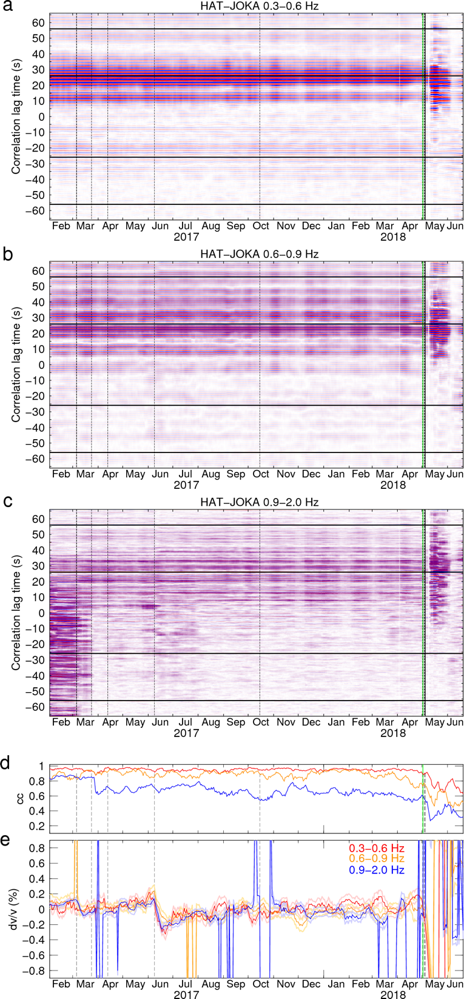 a
HAT−JOKA 0.3−0.6 Hz
Correlation lag time (s)
60
50
40
30
20
10
0
−10
−20
−30
−40
−50
−60
Feb Mar Apr May Jun Jul Aug Sep Oct Nov Dec Jan Feb Mar Apr May Jun
2017 2018
b
HAT−JOKA 0.6−0.9 Hz
Correlation lag time (s)
60
50
40
30
20
10
0
−10
−20
−30
−40
−50
−60
Feb Mar Apr May Jun Jul Aug Sep Oct Nov Dec Jan Feb Mar Apr May Jun
2017 2018
c
HAT−JOKA 0.9−2.0 Hz
Correlation lag time (s)
60
50
40
30
20
10
0
−10
−20
−30
−40
−50
−60
Feb Mar Apr May Jun Jul Aug Sep Oct Nov Dec Jan Feb Mar Apr May Jun
2017 2018
d
cc
1
0.8
0.6
0.4
0.2
e
dv/v (%)
0.8
0.6
0.4
0.2
0
−0.2
−0.4
−0.6
−0.8
0.3−0.6 Hz
0.6−0.9 Hz
0.9−2.0 Hz
Feb Mar Apr May Jun Jul Aug Sep Oct Nov Dec Jan Feb Mar Apr May Jun
2017 2018